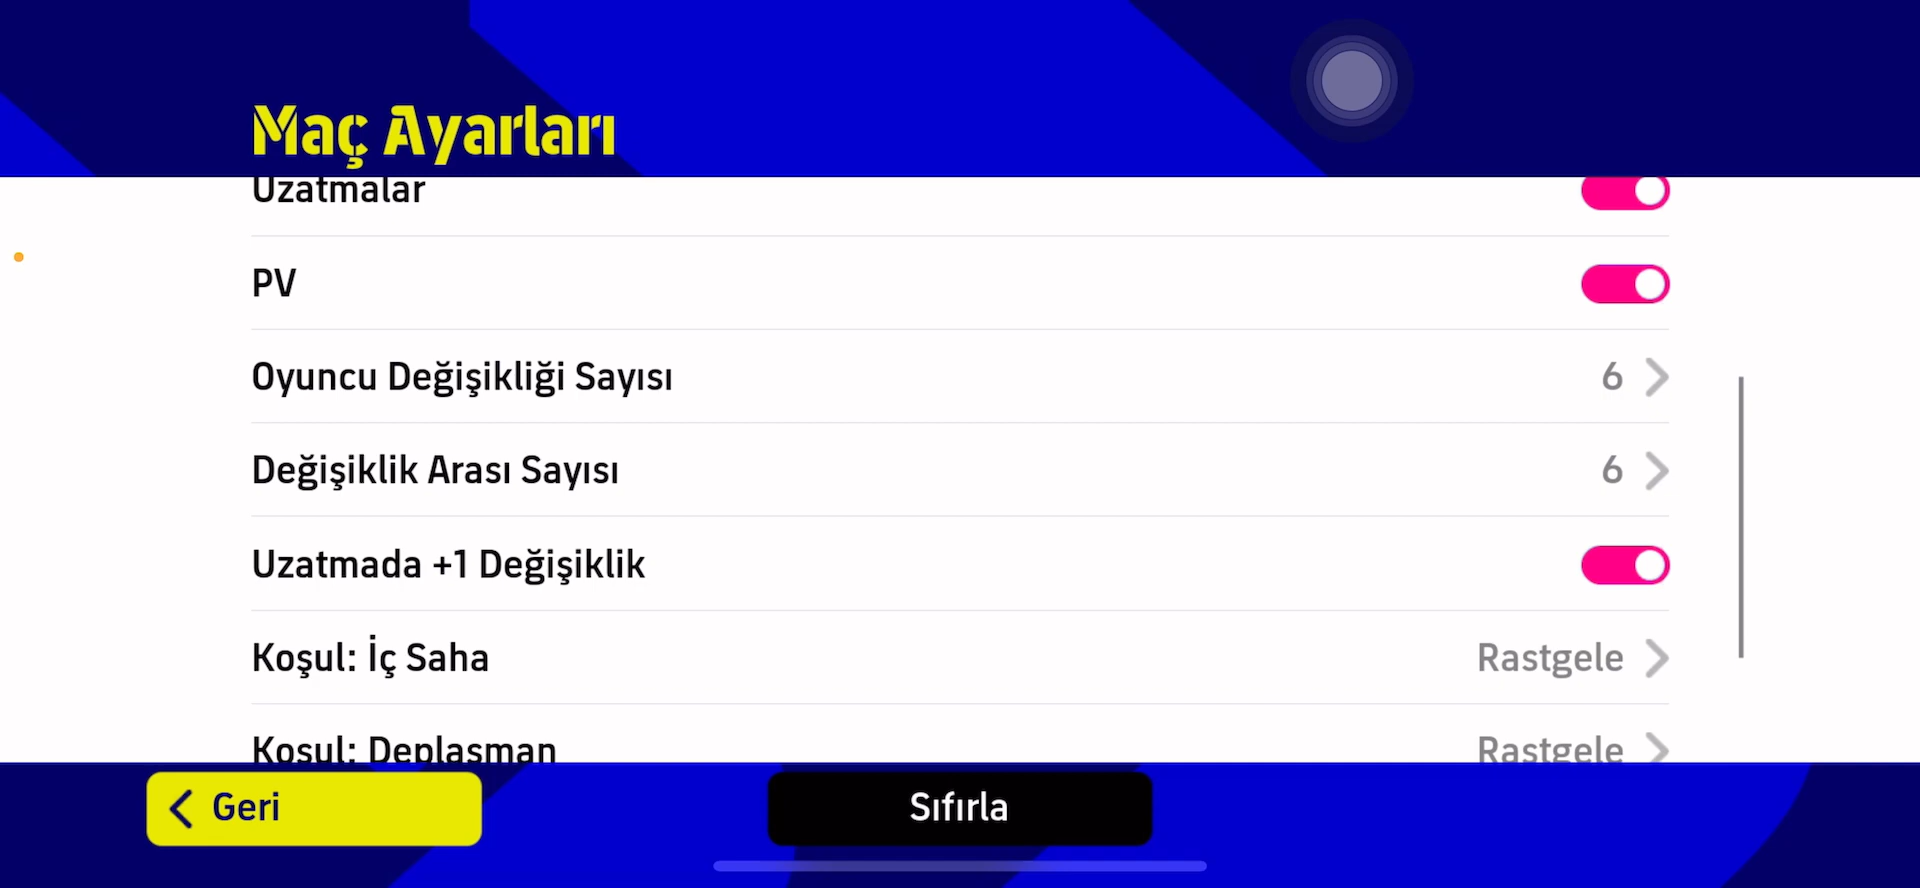 Maç Ayarları
Uzatmalar
PV
Oyuncu Değişikliği Sayısı 6
Değişiklik Arası Sayısı 6
Uzatmada +1 Değişiklik
Koşul: İç Saha Rastgele
Koşul: Deplasman Rastgele
Geri
Sıfırla